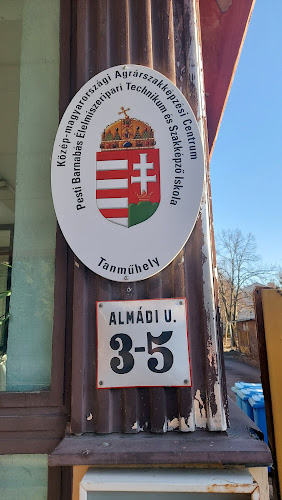 Közép-magyarországi Agrárszakképzési Centrum
Pesti Barnabás Élelmiszeripari Technikum és Szakképző Iskola
Tanműhely
ALMÁDI U.
3-5